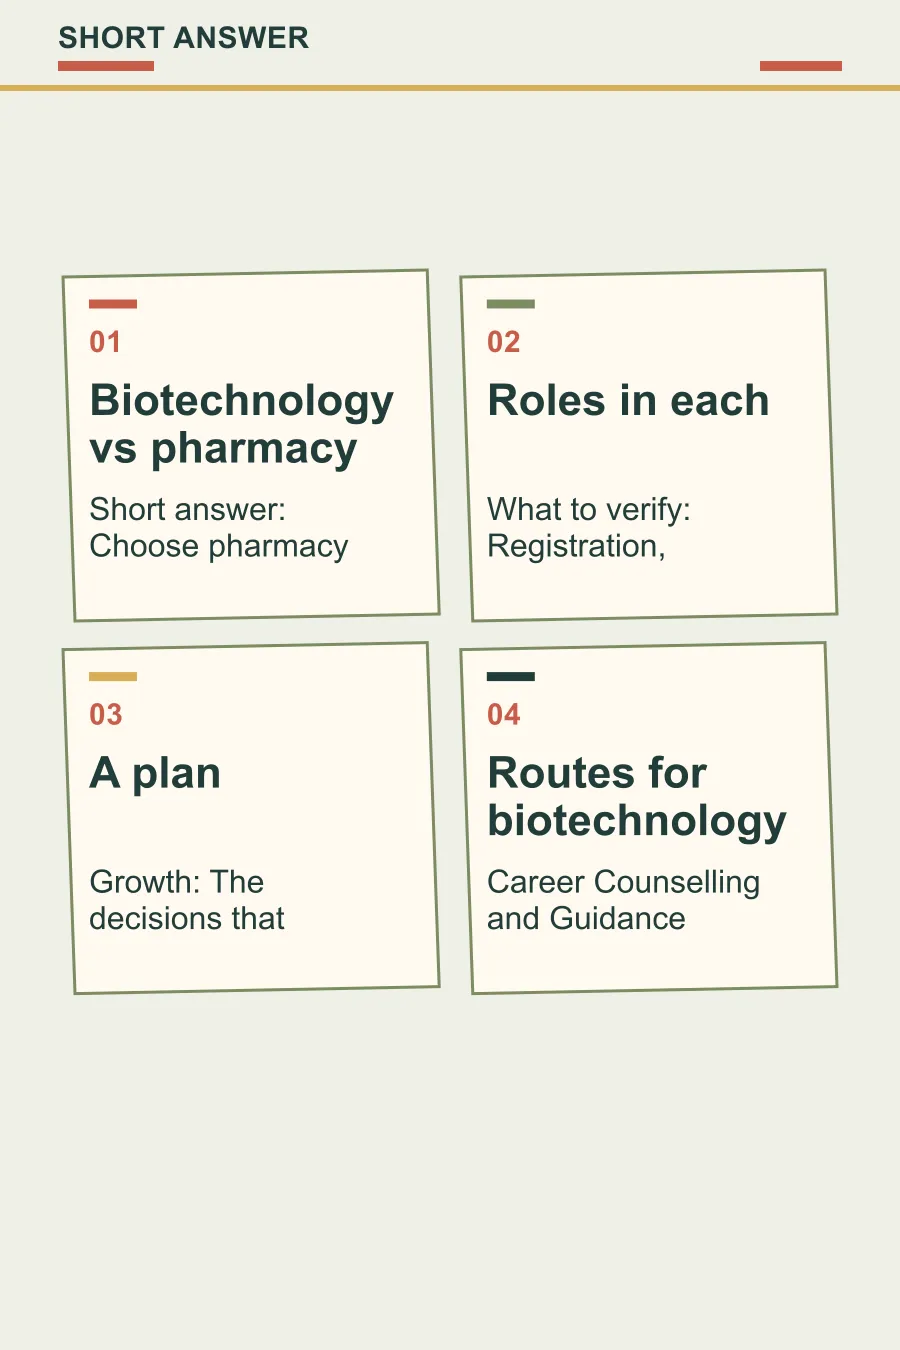 SHORT ANSWER
01
Biotechnology
vs pharmacy
Short answer:
Choose pharmacy
02
Roles in each
What to verify:
Registration,
03
A plan
Growth: The
decisions that
04
Routes for
biotechnology
Career Counselling
and Guidance